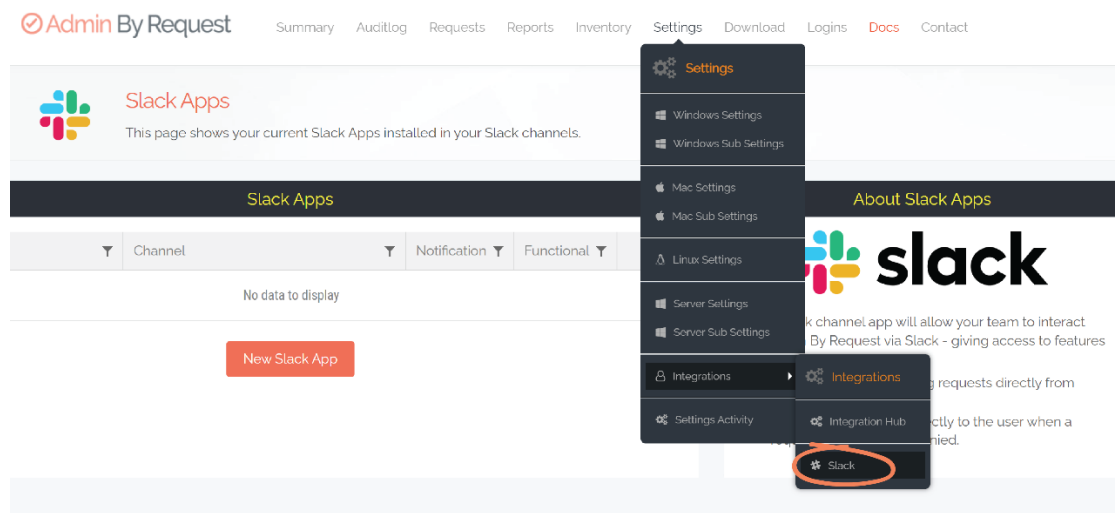 Admin By Request
Summary Auditlog Requests Reports Inventory Settings Download Logins Docs Contact
Slack Apps
This page shows your current Slack Apps installed in your Slack channels.
Settings
Windows Settings
Windows Sub Settings
Mac Settings
Mac Sub Settings
Linux Settings
Server Settings
Server Sub Settings
Integrations
Settings Activity
Integrations
Integration Hub
Slack
Slack Apps
Channel Notification Functional
No data to display
New Slack App
About Slack Apps
slack
channel app will allow your team to interact
By Request via Slack - giving access to features
requests directly from
to the user when a